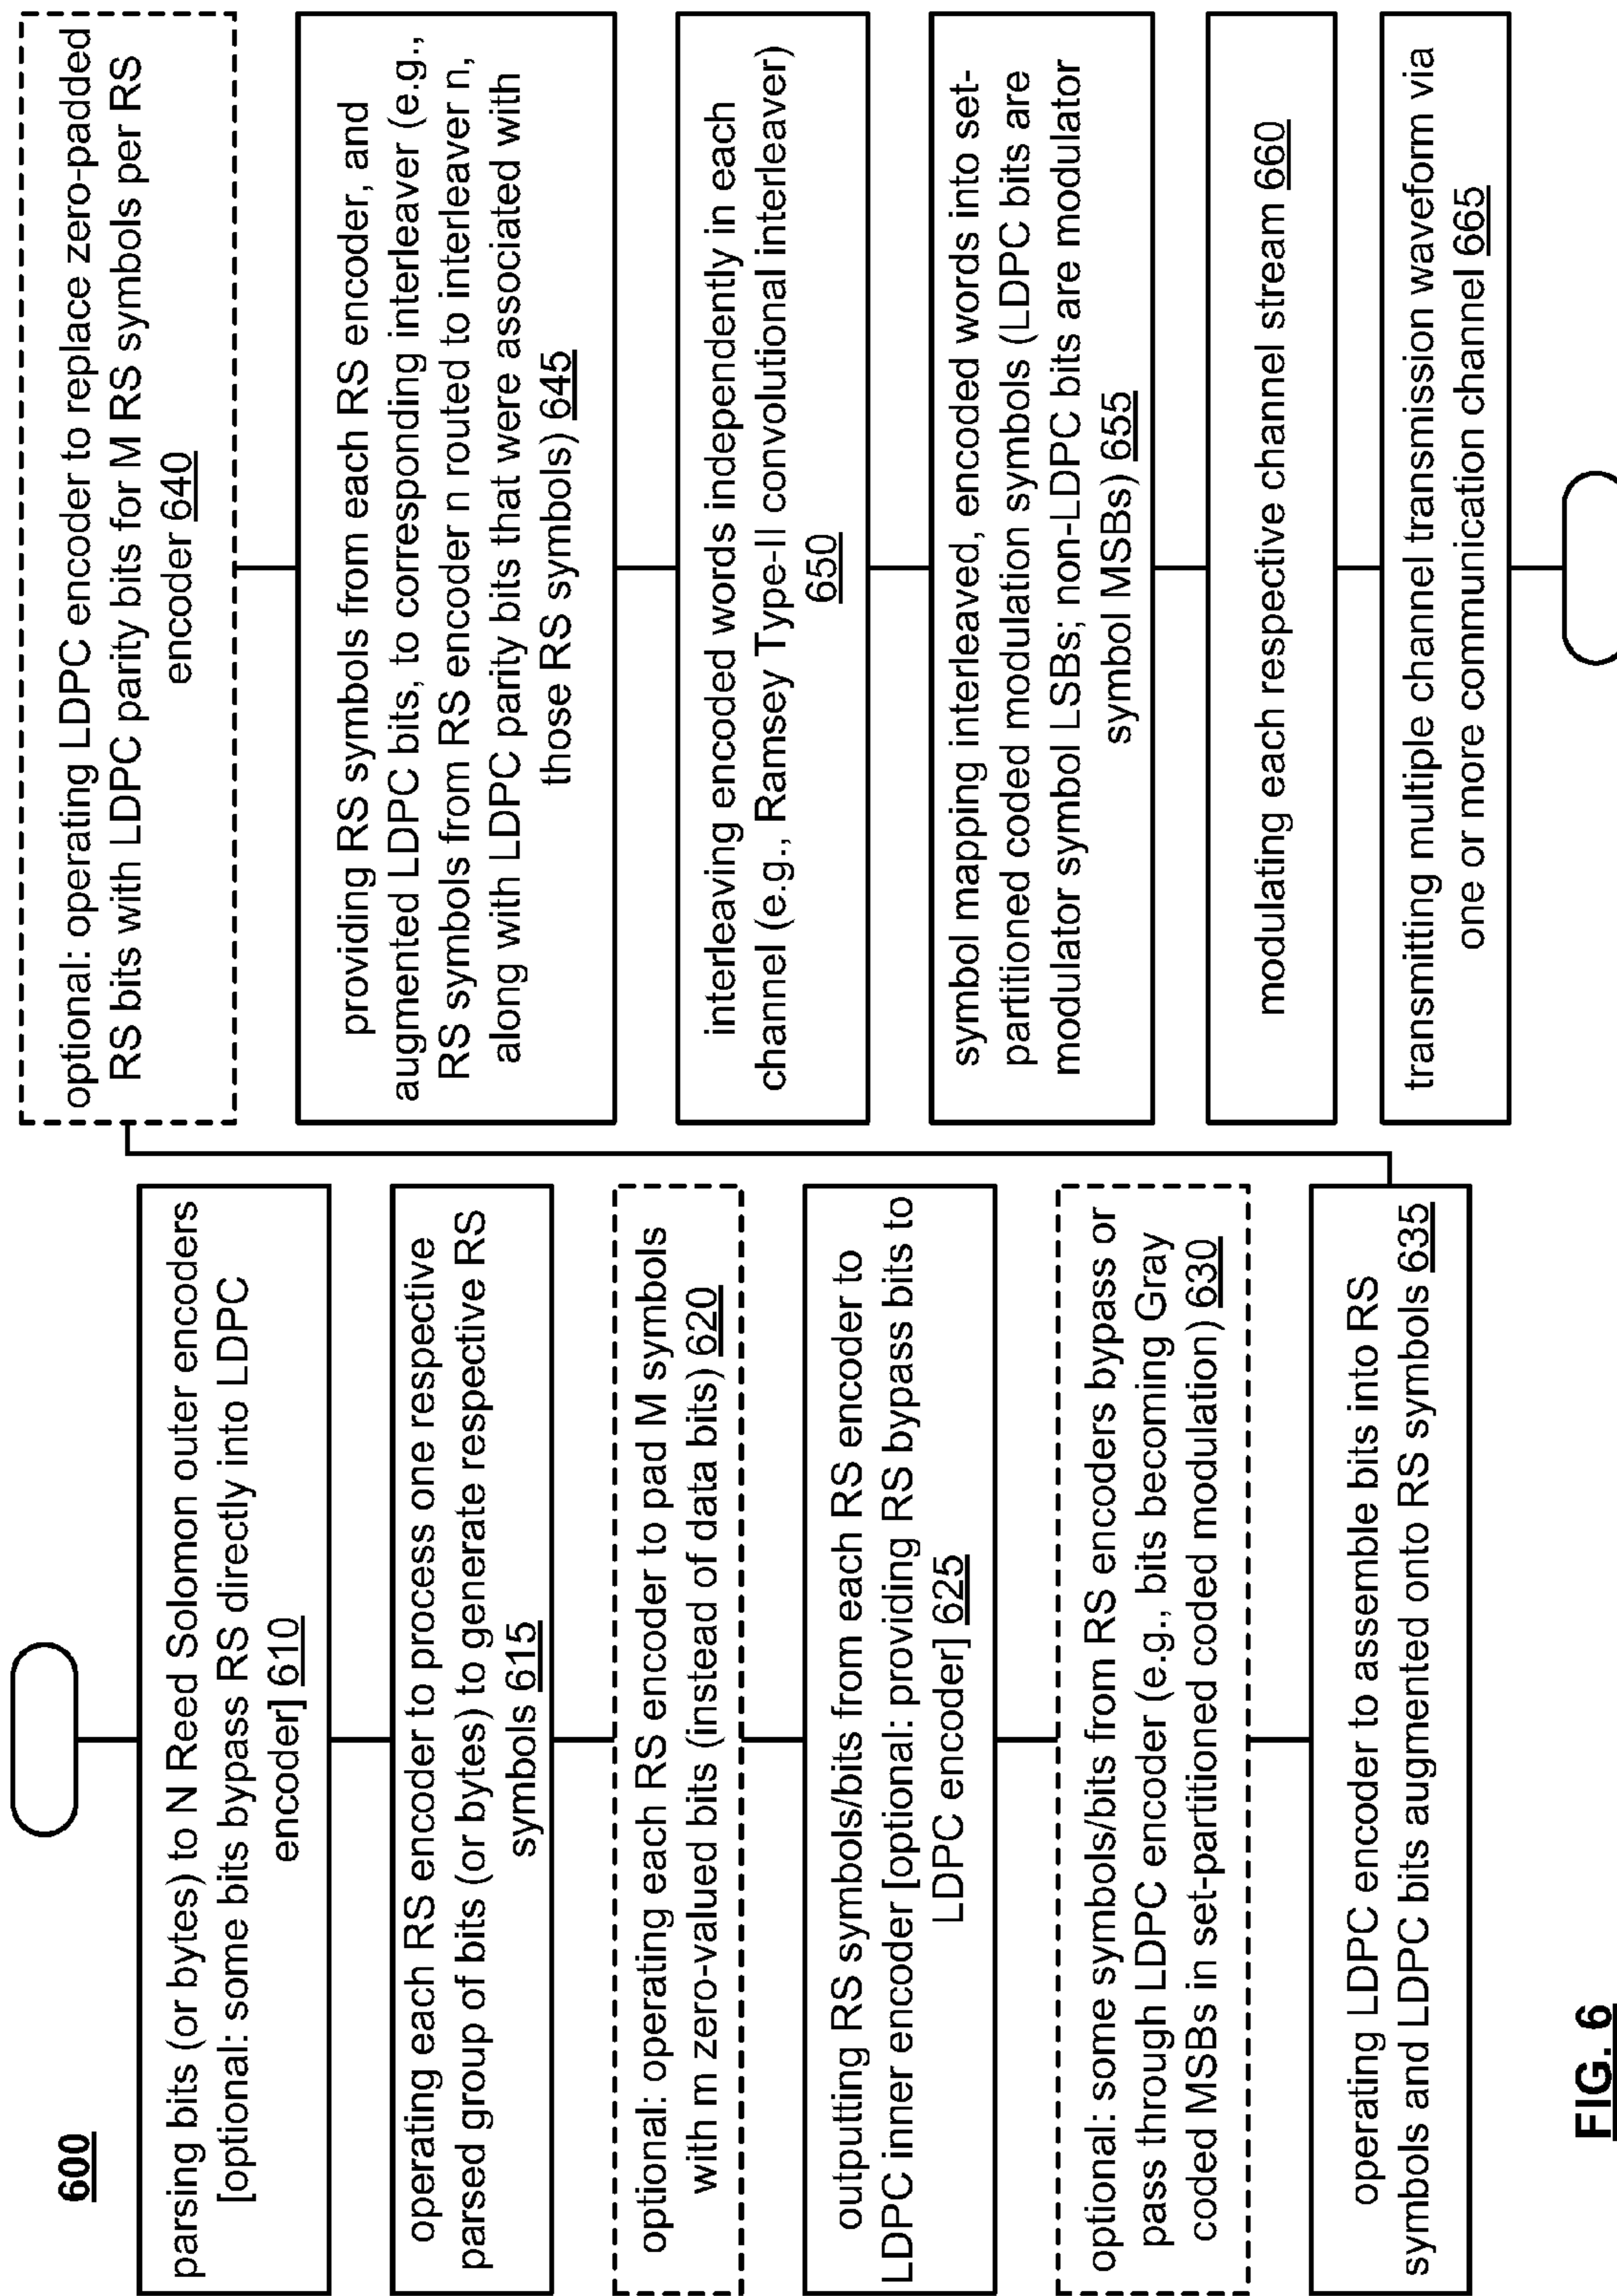 600
parsing bits (or bytes) to N Reed Solomon outer encoders
[optional: some bits bypass RS directly into LDPC
encoder] 610
operating each RS encoder to process one respective
parsed group of bits (or bytes) to generate respective RS
symbols 615
optional: operating each RS encoder to pad M symbols
with m zero-valued bits (instead of data bits) 620
outputting RS symbols/bits from each RS encoder to
LDPC inner encoder [optional: providing RS bypass bits to
LDPC encoder] 625
optional: some symbols/bits from RS encoders bypass or
pass through LDPC encoder (e.g., bits becoming Gray
coded MSBs in set-partitioned coded modulation) 630
operating LDPC encoder to assemble bits into RS
symbols and LDPC bits augmented onto RS symbols 635
optional: operating LDPC encoder to replace zero-padded
RS bits with LDPC parity bits for M RS symbols per RS
encoder 640
providing RS symbols from each RS encoder, and
augmented LDPC bits, to corresponding interleaver (e.g.,
RS symbols from RS encoder n routed to interleaver n,
along with LDPC parity bits that were associated with
those RS symbols) 645
interleaving encoded words independently in each
channel (e.g., Ramsey Type-II convolutional interleaver)
650
symbol mapping interleaved, encoded words into set-
partitioned coded modulation symbols (LDPC bits are
modulator symbol LSBs; non-LDPC bits are modulator
symbol MSBs) 655
modulating each respective channel stream 660
transmitting multiple channel transmission waveform via
one or more communication channel 665
FIG. 6